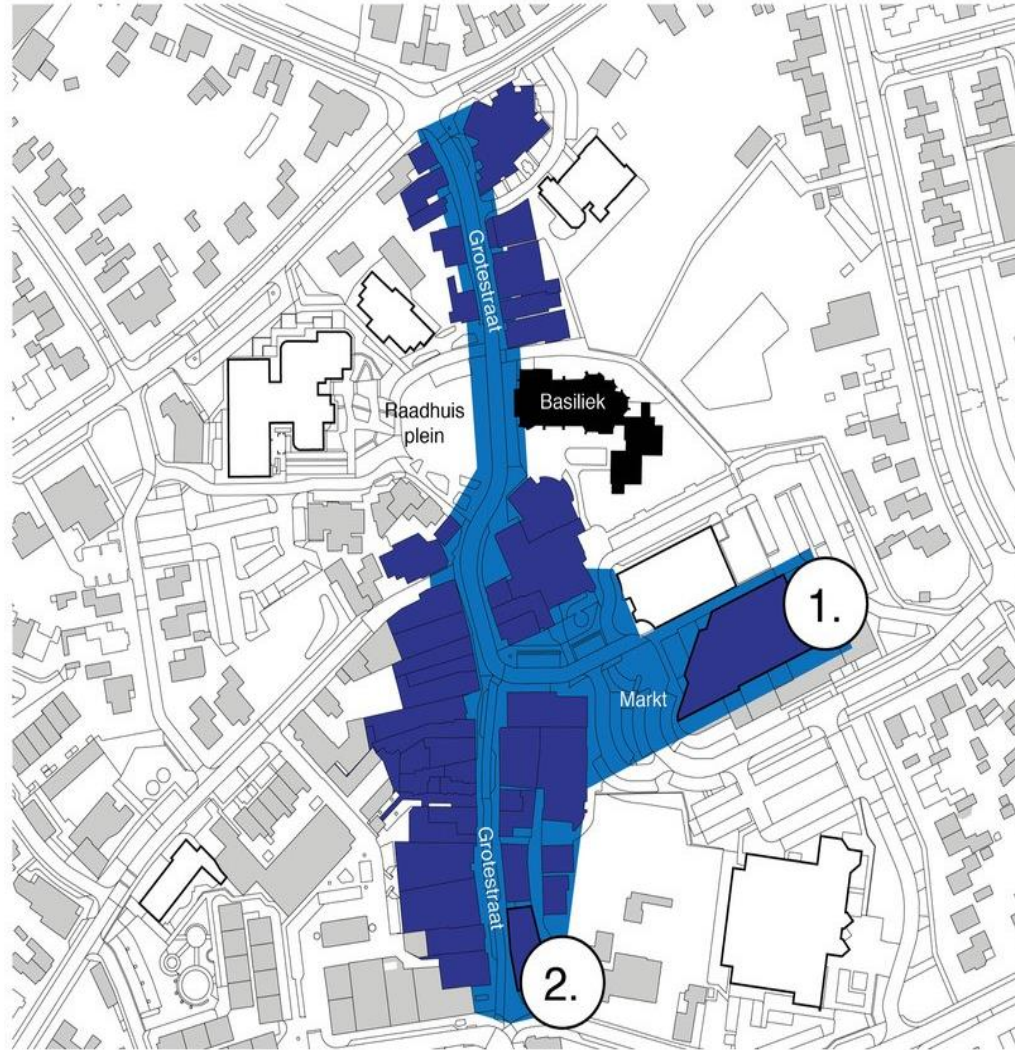 Grotestraat
Basiliek
Raadhuis
plein
1.
Markt
Grotestraat
2.